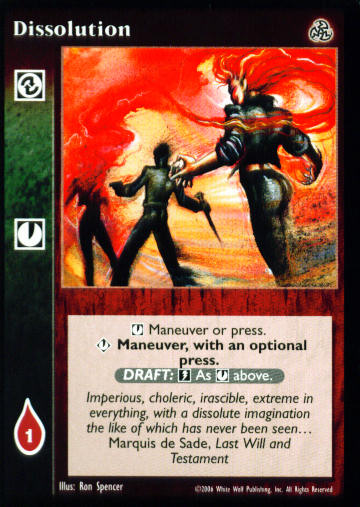 Dissolution
Maneuver or press.
Maneuver, with an optional
press.
DRAFT: As above.
Imperious, choleric, irascible, extreme in
everything, with a dissolute imagination
the like of which has never been seen…
Marquis de Sade, Last Will and
Testament
1
Illus: Ron Spencer
©2006 White Wolf Publishing, Inc. All Rights Reserved